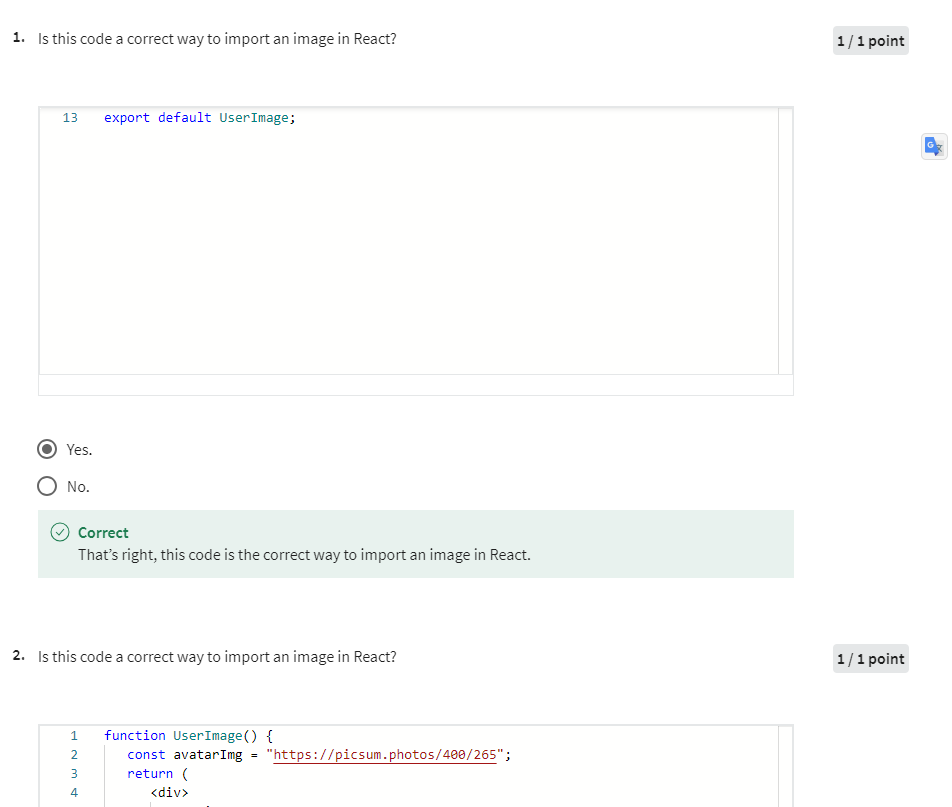 1. Is this code a correct way to import an image in React?
1 / 1 point
13 export default UserImage;
Yes.
No.
Correct
That's right, this code is the correct way to import an image in React.
2. Is this code a correct way to import an image in React?
1 / 1 point
1 function UserImage() {
2 const avatarImg = "https://picsum.photos/400/265";
3 return (
4 <div>